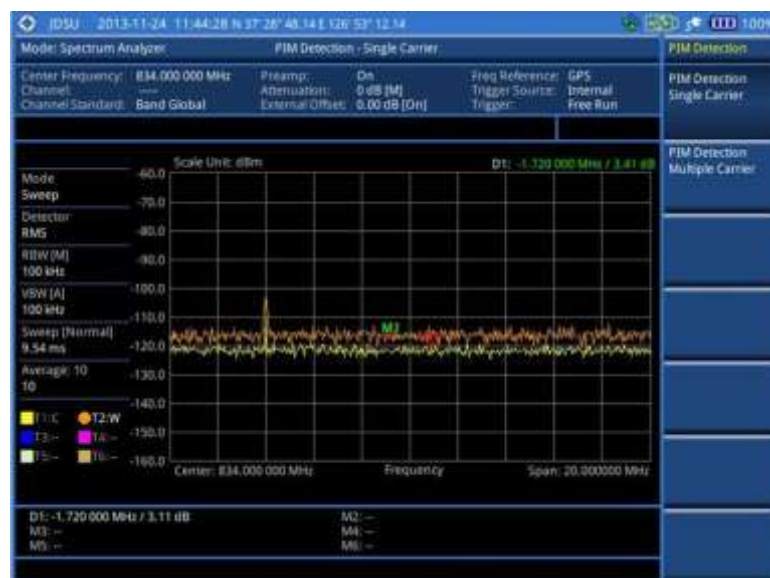 JDSU 2013-11-24 11:44:28 N 37° 28' 48.14 E 126° 53' 12.14 100%
Mode: Spectrum Analyzer PIM Detection - Single Carrier PIM Detection
Center Frequency: 834.000 000 MHz Preamp: On Freq Reference: GPS
Channel: ---- Attenuation: 0 dB [M] Trigger Source: Internal
Channel Standard: Band Global External Offset: 0.00 dB [On] Trigger: Free Run
PIM Detection
Single Carrier
PIM Detection
Multiple Carrier
Scale Unit: dBm D1: -1.720 000 MHz / 3.41 dB
Mode
Sweep
Detector
RMS
RBW [M]
100 kHz
VBW [A]
100 kHz
Sweep [Normal]
9.54 ms
Average: 10
10
T1:C T2:W
T3:-- T4:--
T5:-- T6:--
-60.0
-70.0
-80.0
-90.0
-100.0
-110.0
-120.0
-130.0
-140.0
-150.0
-160.0
M2
Center: 834.000 000 MHz Frequency Span: 20.000000 MHz
D1: -1.720 000 MHz / 3.11 dB M2: --
M3: -- M4: --
M5: -- M6: --